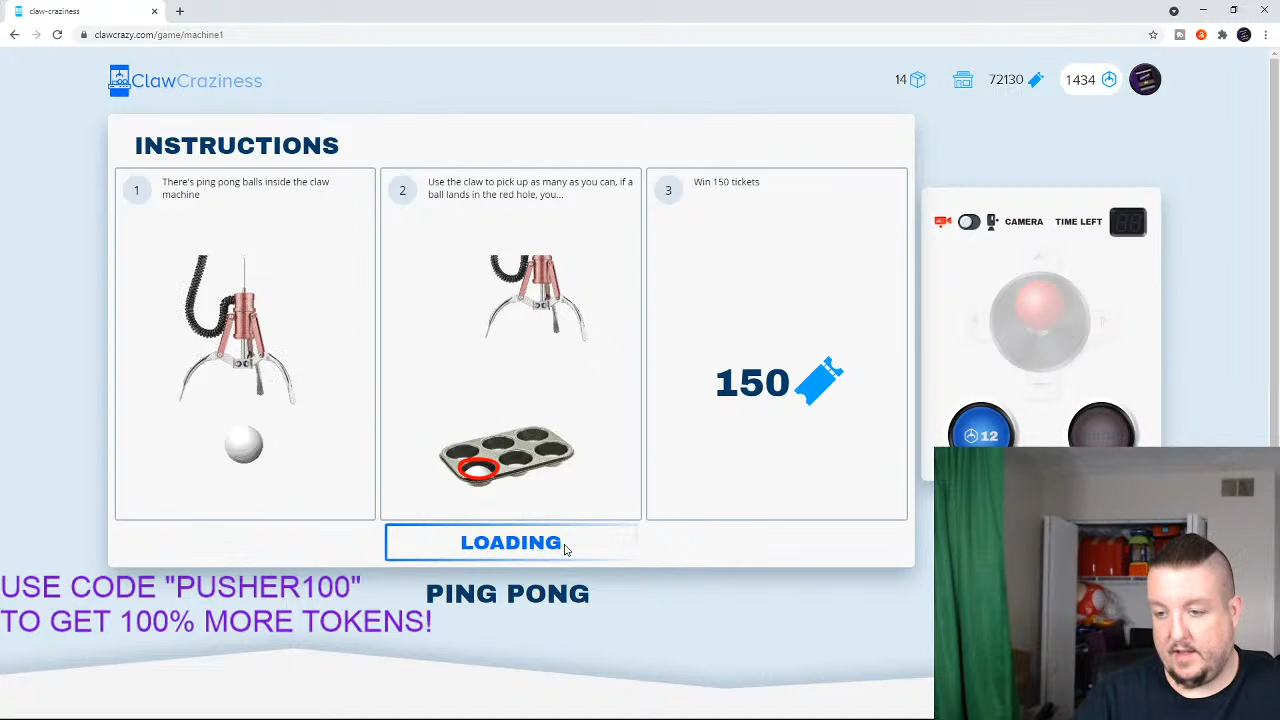 claw-craziness
clawcrazy.com/game/machine1
ClawCraziness
14
72130
1434
INSTRUCTIONS
1
There's ping pong balls inside the claw
machine
2
Use the claw to pick up as many as you can, if a
ball lands in the red hole, you...
3
Win 150 tickets
150
CAMERA
TIME LEFT
12
LOADING
PING PONG
USE CODE "PUSHER100"
TO GET 100% MORE TOKENS!